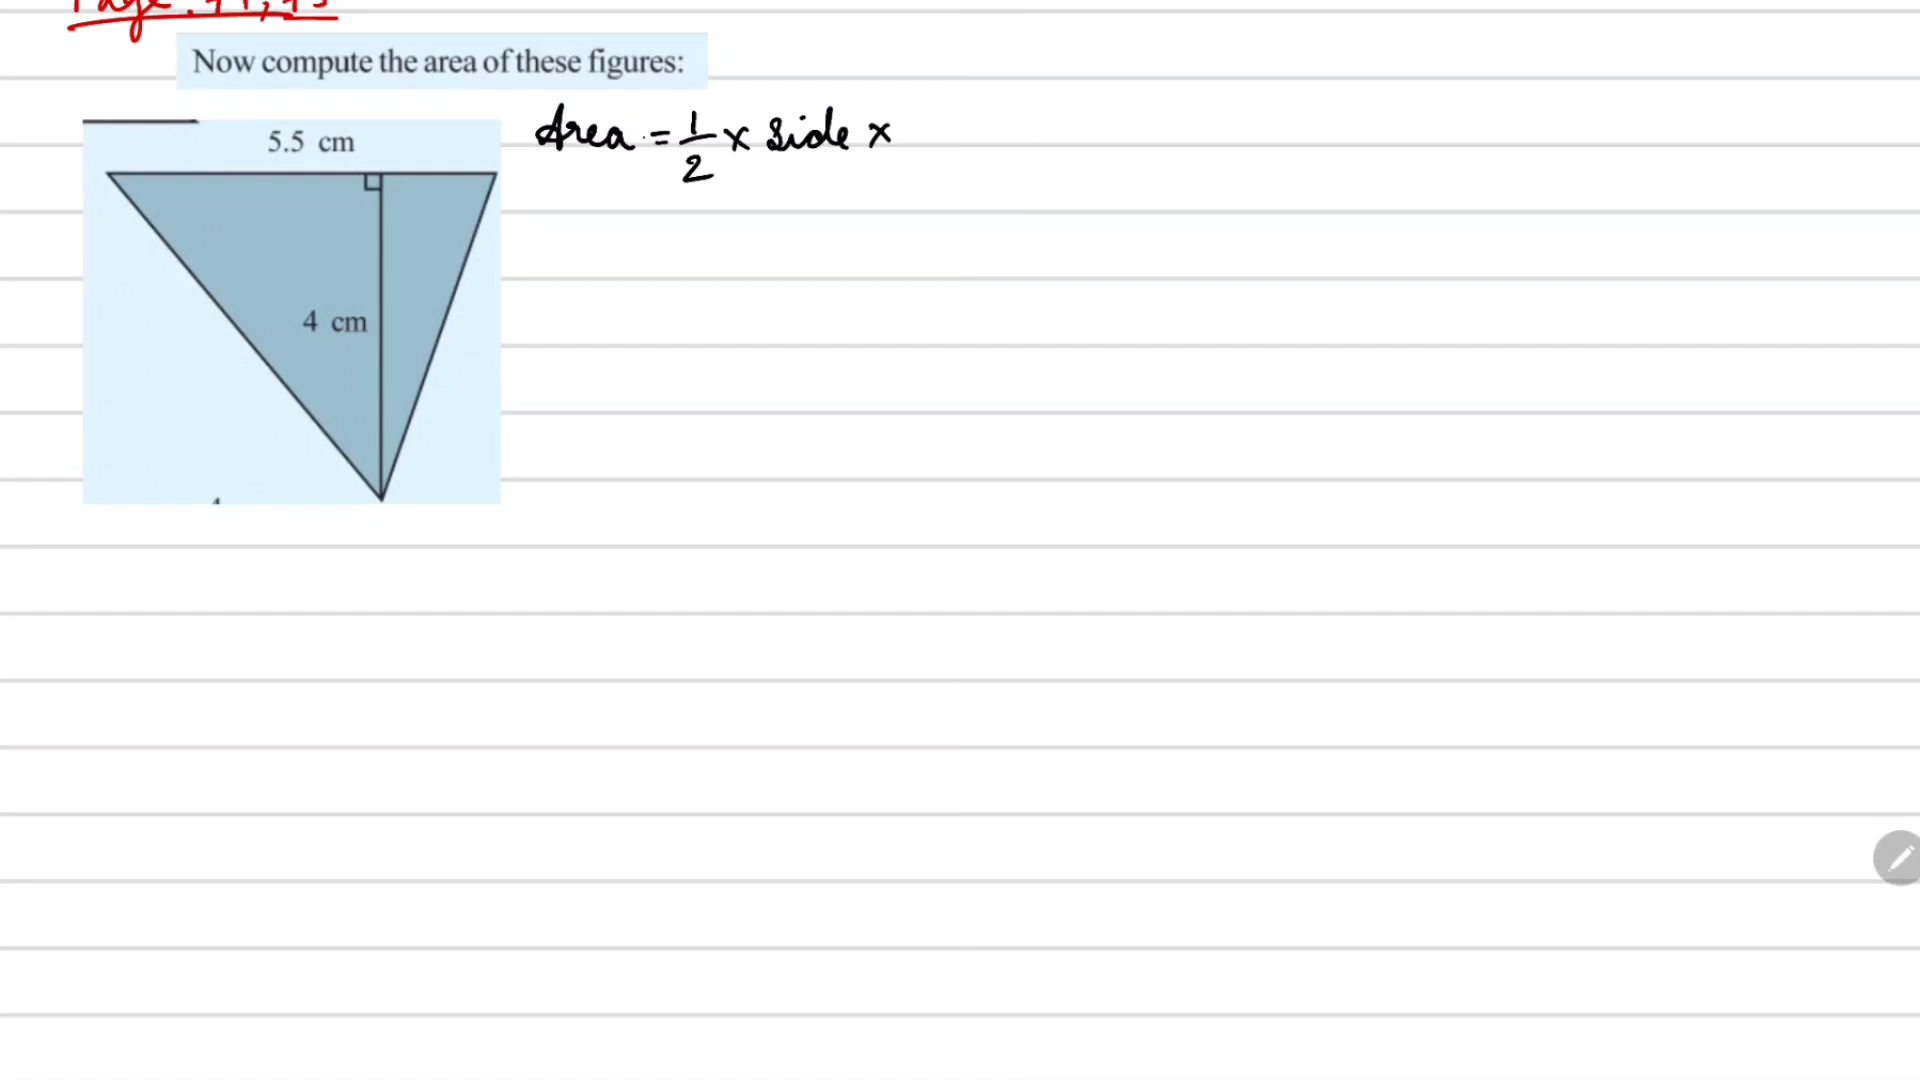 Now compute the area of these figures:
Area = 1/2 x side x
5.5 cm
4 cm